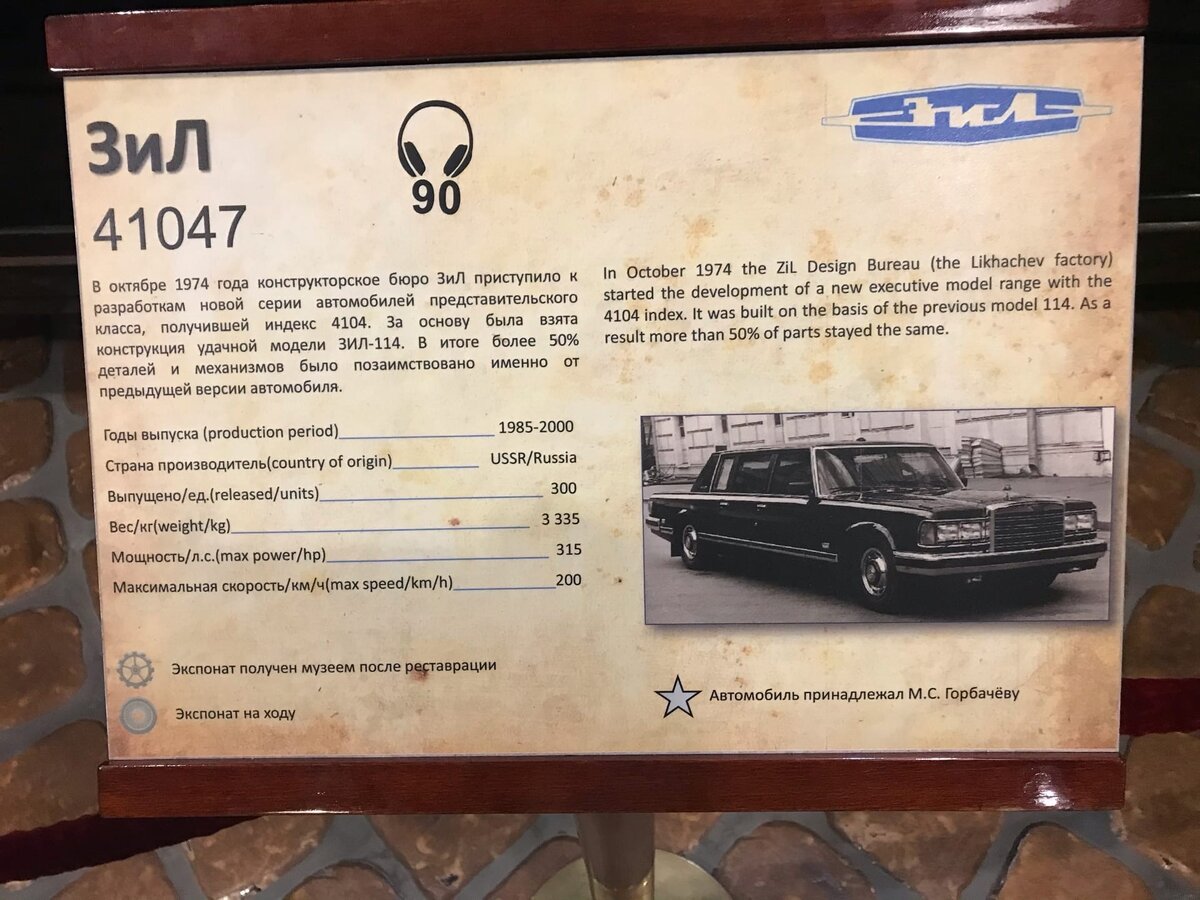 ЗиЛ
41047
90
ЗиЛ
В октябре 1974 года конструкторское бюро ЗиЛ приступило к
разработкам новой серии автомобилей представительского
класса, получившей индекс 4104. За основу была взята
конструкция удачной модели ЗИЛ-114. В итоге более 50%
деталей и механизмов было позаимствовано именно от
предыдущей версии автомобиля.
In October 1974 the ZiL Design Bureau (the Likhachev factory)
started the development of a new executive model range with the
4104 index. It was built on the basis of the previous model 114. As a
result more than 50% of parts stayed the same.
Годы выпуска (production period) 1985-2000
Страна производитель(country of origin) USSR/Russia
Выпущено/ед.(released/units) 300
Вес/кг(weight/kg) 3 335
Мощность/л.с.(max power/hp) 315
Максимальная скорость/км/ч(max speed/km/h) 200
Экспонат получен музеем после реставрации
Экспонат на ходу
Автомобиль принадлежал М.С. Горбачёву